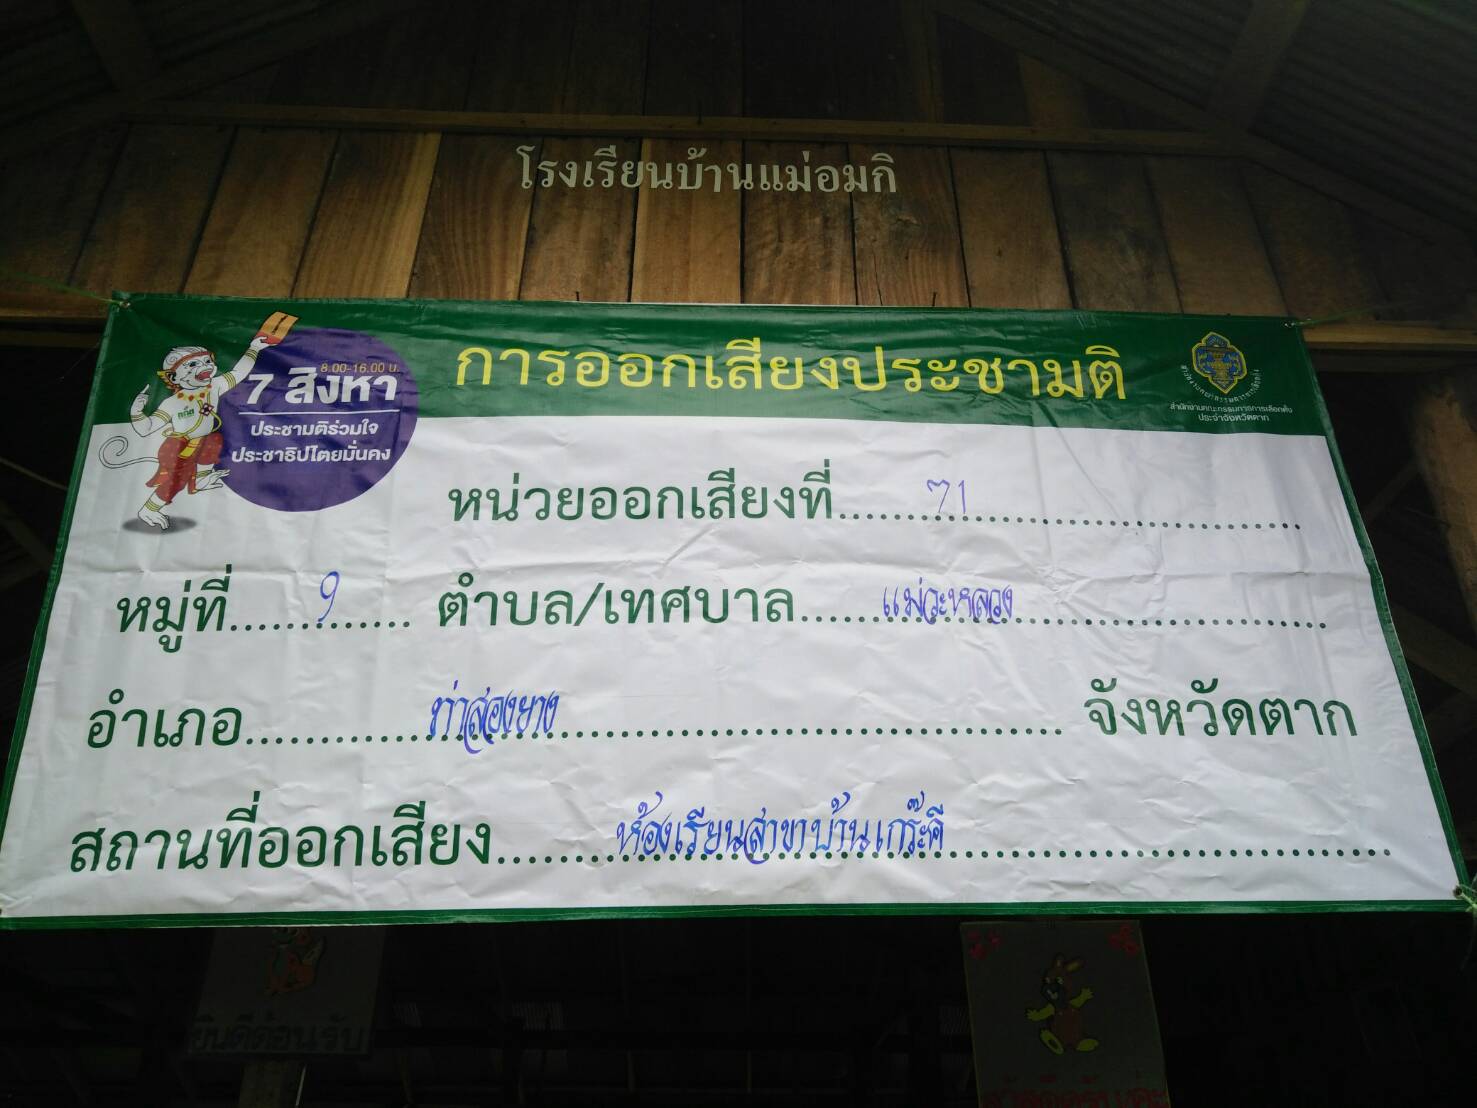 โรงเรียนบ้านแม่อมกิ
การออกเสียงประชามติ
8.00-16.00 น.
7 สิงหา
ประชามติร่วมใจ
ประชาธิปไตยมั่นคง
สำนักงานคณะกรรมการการเลือกตั้ง
ประจำจังหวัดตาก
หน่วยออกเสียงที่ 71
หมู่ที่ 9 ตำบล/เทศบาล แม่วะหลวง
อำเภอ ท่าสองยาง จังหวัดตาก
สถานที่ออกเสียง ห้องเรียนสาขาบ้านเกร๊ะคี
ยินดีต้อนรับ